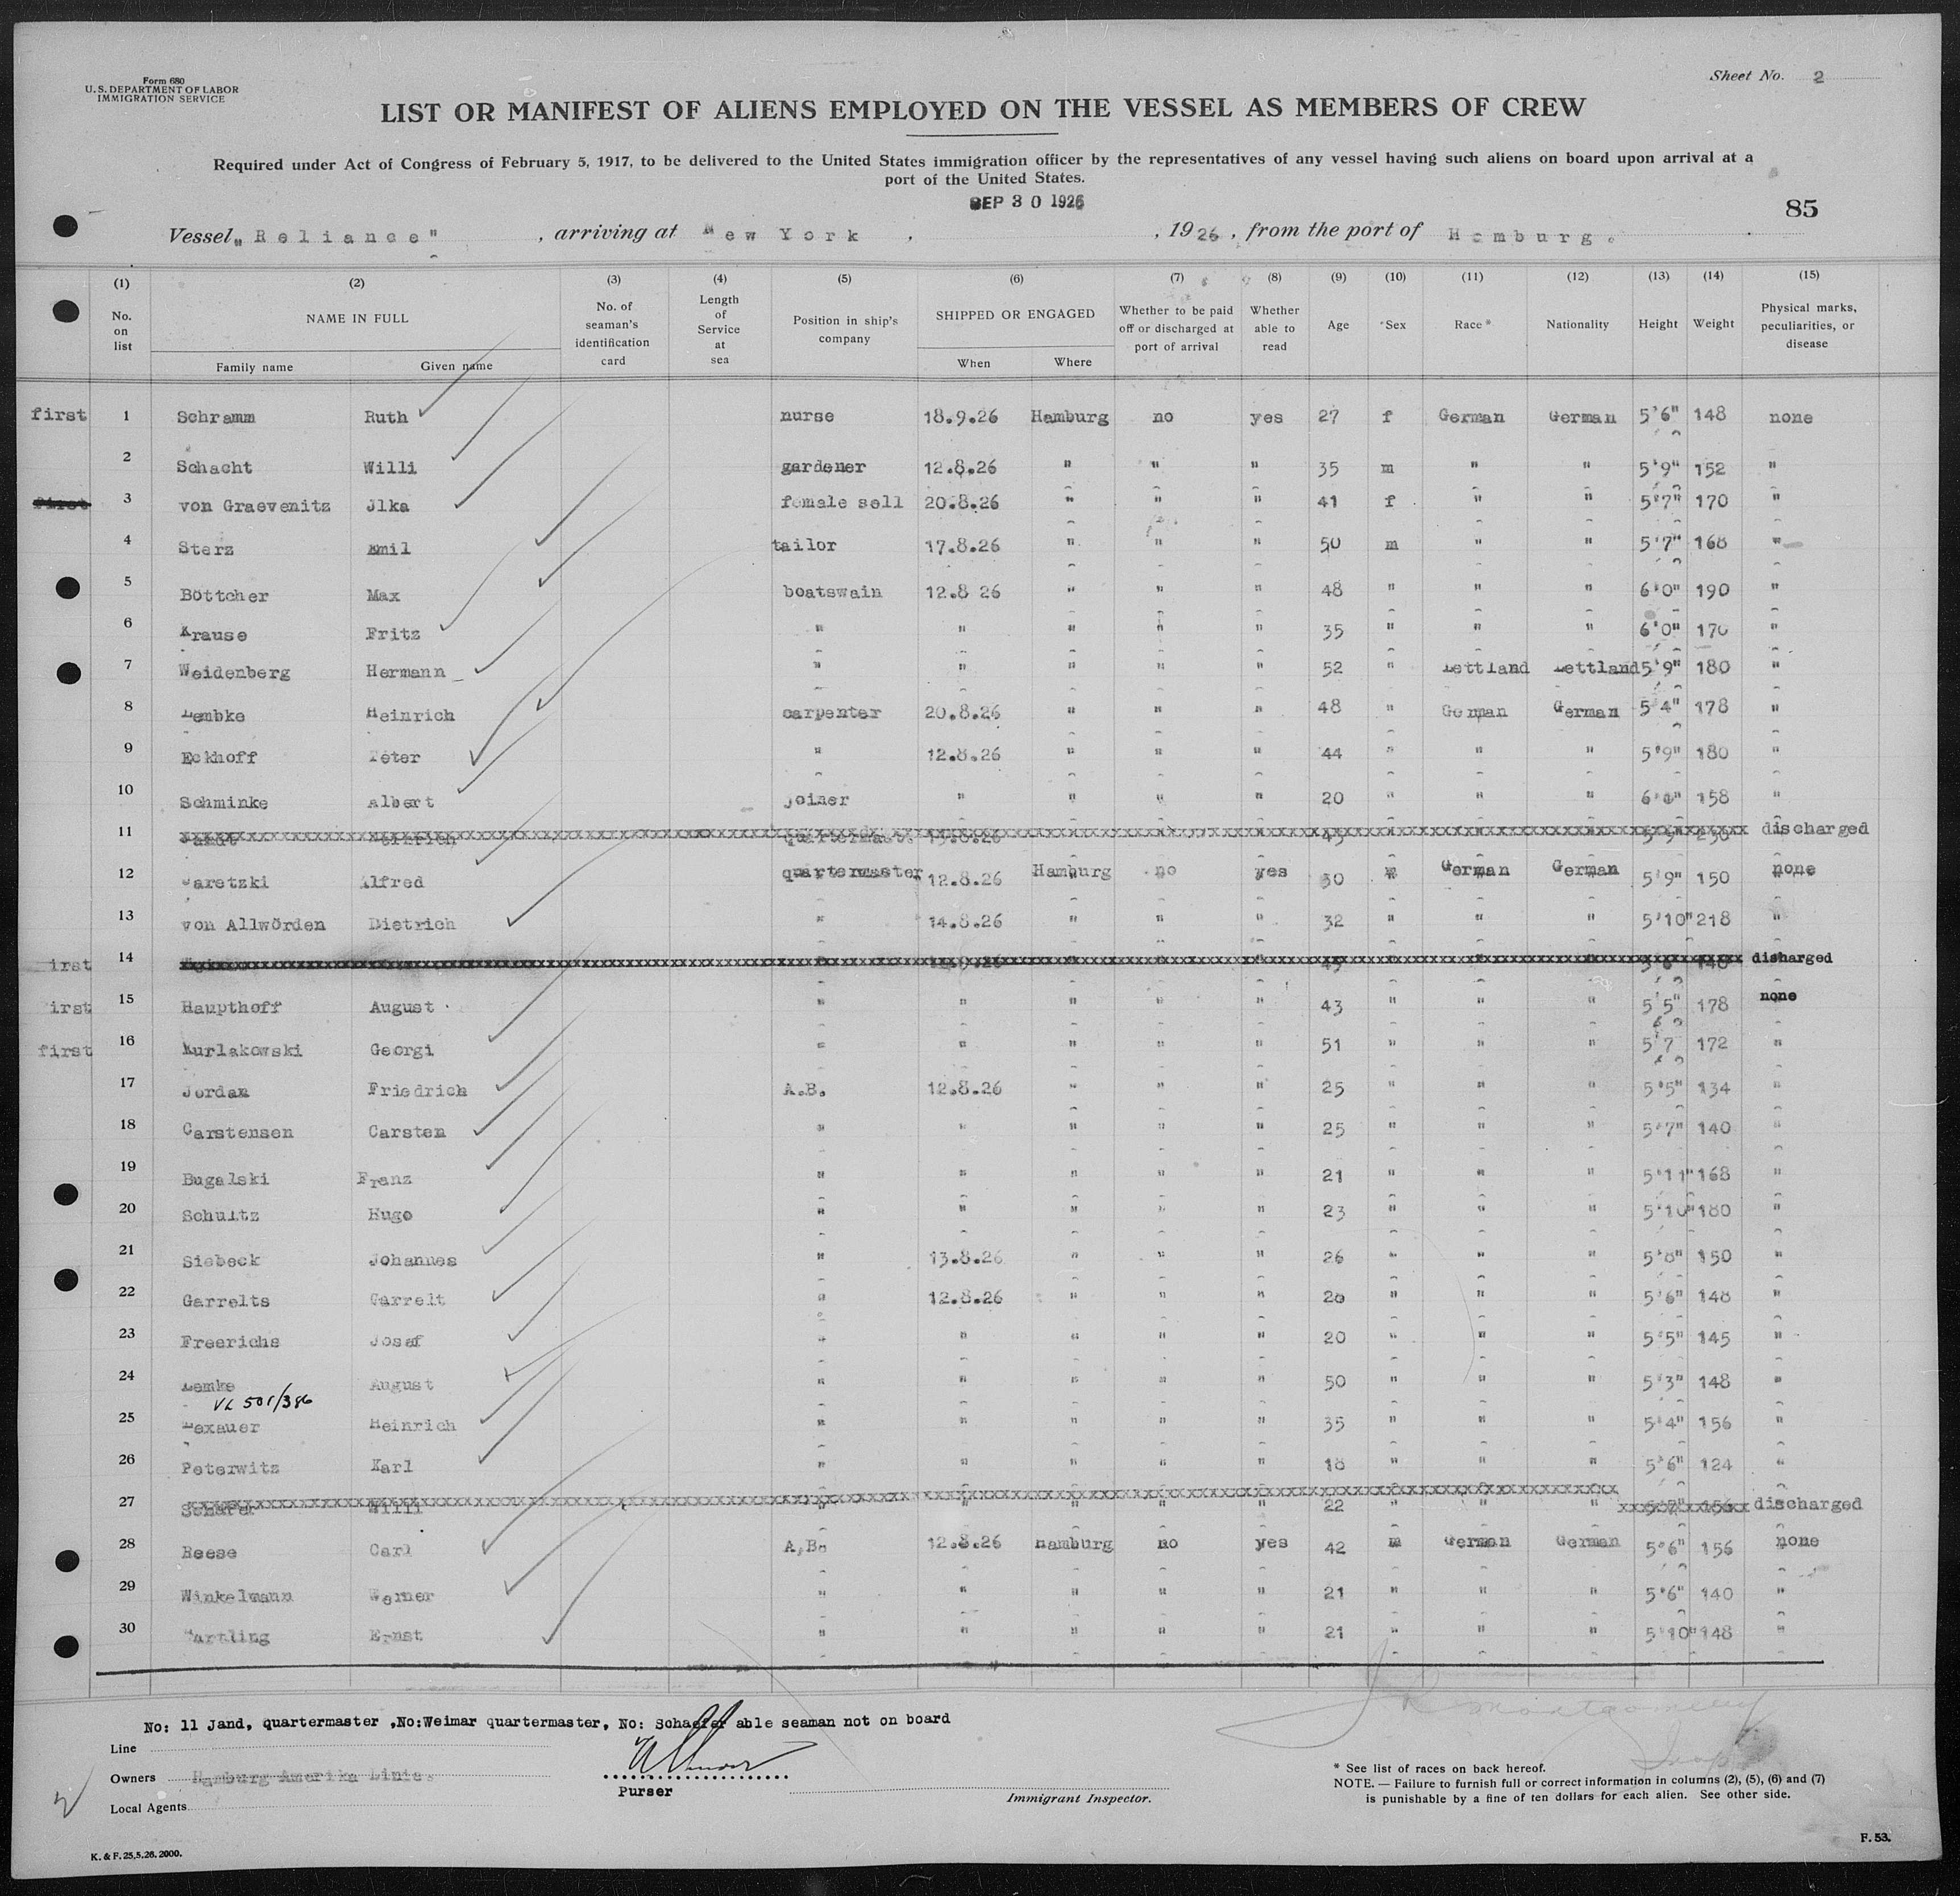 Form 680
U. S. DEPARTMENT OF LABOR
IMMIGRATION SERVICE
Sheet No. 2
LIST OR MANIFEST OF ALIENS EMPLOYED ON THE VESSEL AS MEMBERS OF CREW
Required under Act of Congress of February 5, 1917, to be delivered to the United States immigration officer by the representatives of any vessel having such aliens on board upon arrival at a
port of the United States.
SEP 30 1926
85
Vessel "Reliance", arriving at New York, , 1926, from the port of Hamburg.
(1) (2) (3) (4) (5) (6) (7) (8) (9) (10) (11) (12) (13) (14) (15)
No. on list NAME IN FULL No. of seaman's identification card Length of Service at sea Position in ship's company SHIPPED OR ENGAGED Whether to be paid off or discharged at port of arrival Whether able to read Age Sex Race* Nationality Height Weight Physical marks, peculiarities, or disease
Family name Given name When Where
first 1 Schramm Ruth nurse 18.9.26 Hamburg no yes 27 f German German 5'6" 148 none
2 Schacht Willi gardener 12.8.26 " " " 35 m " " 5'9" 152 "
first 3 von Graevenitz Jlka female sell 20.8.26 " " " 41 f " " 5'7" 170 "
4 Sterz Emil tailor 17.8.26 " " " 50 m " " 5'7" 168 "
5 Böttcher Max boatswain 12.8 26 " " " 48 " " " 6'0" 190 "
6 Krause Fritz " " " " " 35 " " " 6'0" 170 "
7 Weidenberg Hermann " " " " " 52 " Lettland Lettland 5'9" 180 "
8 Lembke Heinrich carpenter 20.8.26 " " " 48 " German German 5'4" 178 "
9 Eckhoff Peter " 12.8.26 " " " 44 " " " 5'9" 180 "
10 Schminke Albert joiner " " " " 20 " " " 158 "
11 discharged
12 Alfred quartermaster 12.8.26 Hamburg no yes 30 m German German 5'9" 150 none
13 von Allwörden Dietrich " 14.8.26 " " " 32 " " " 5'10" 218 "
irst 14 disharged
irst 15 Haupthoff August " " " " " 43 " " " 5'5" 178 none
first 16 Kurlakowski Georgi " " " " " 51 " " " 5'7 172 "
17 Jordan Friedrich A.B. 12.8.26 " " " 25 " " " 5'5" 134 "
18 Carstensen Carsten " " " " " 25 " " " 5'7" 140 "
19 Bugalski Franz " " " " " 21 " " " 5'11" 168 "
20 Schultz Hugo " " " " " 23 " " " 5'10" 180 "
21 Siebeck Johannes " 13.8.26 " " " 26 " " " 5'8" 150 "
22 Garrelts Garrelt " 12.8.26 " " " " " " 5'6" 148 "
23 Freerichs Josef " " " " " 20 " " " 5'5" 145 "
24 Lemke August " " " " " 50 " " " 5'3" 148 "
VL 501/386
25 Heinrich " " " " " 35 " " " 5'4" 156 "
26 Peterwitz Karl " " " " " 18 " " " 5'6" 124 "
27 Schäfer Willi " " " " " 22 " " " 5'7" 156 discharged
28 Reese Carl A,B. 12.8.26 Hamburg no yes 42 m German German 5'6" 156 none
29 Winkelmann Werner " " " " " 21 " " " 5'6" 140 "
30 Ernst " " " " " 21 " " " 5'10" 148 "
No: 11 Jand, quartermaster ,No:Weimar quartermaster, No: Schaefer able seaman not on board
Line
Owners Hamburg Amerika Linie.
Local Agents
Purser
Immigrant Inspector.
* See list of races on back hereof.
NOTE. — Failure to furnish full or correct information in columns (2), (5), (6) and (7)
is punishable by a fine of ten dollars for each alien. See other side.
K. & F. 25.5.26. 2000.
F. 53.